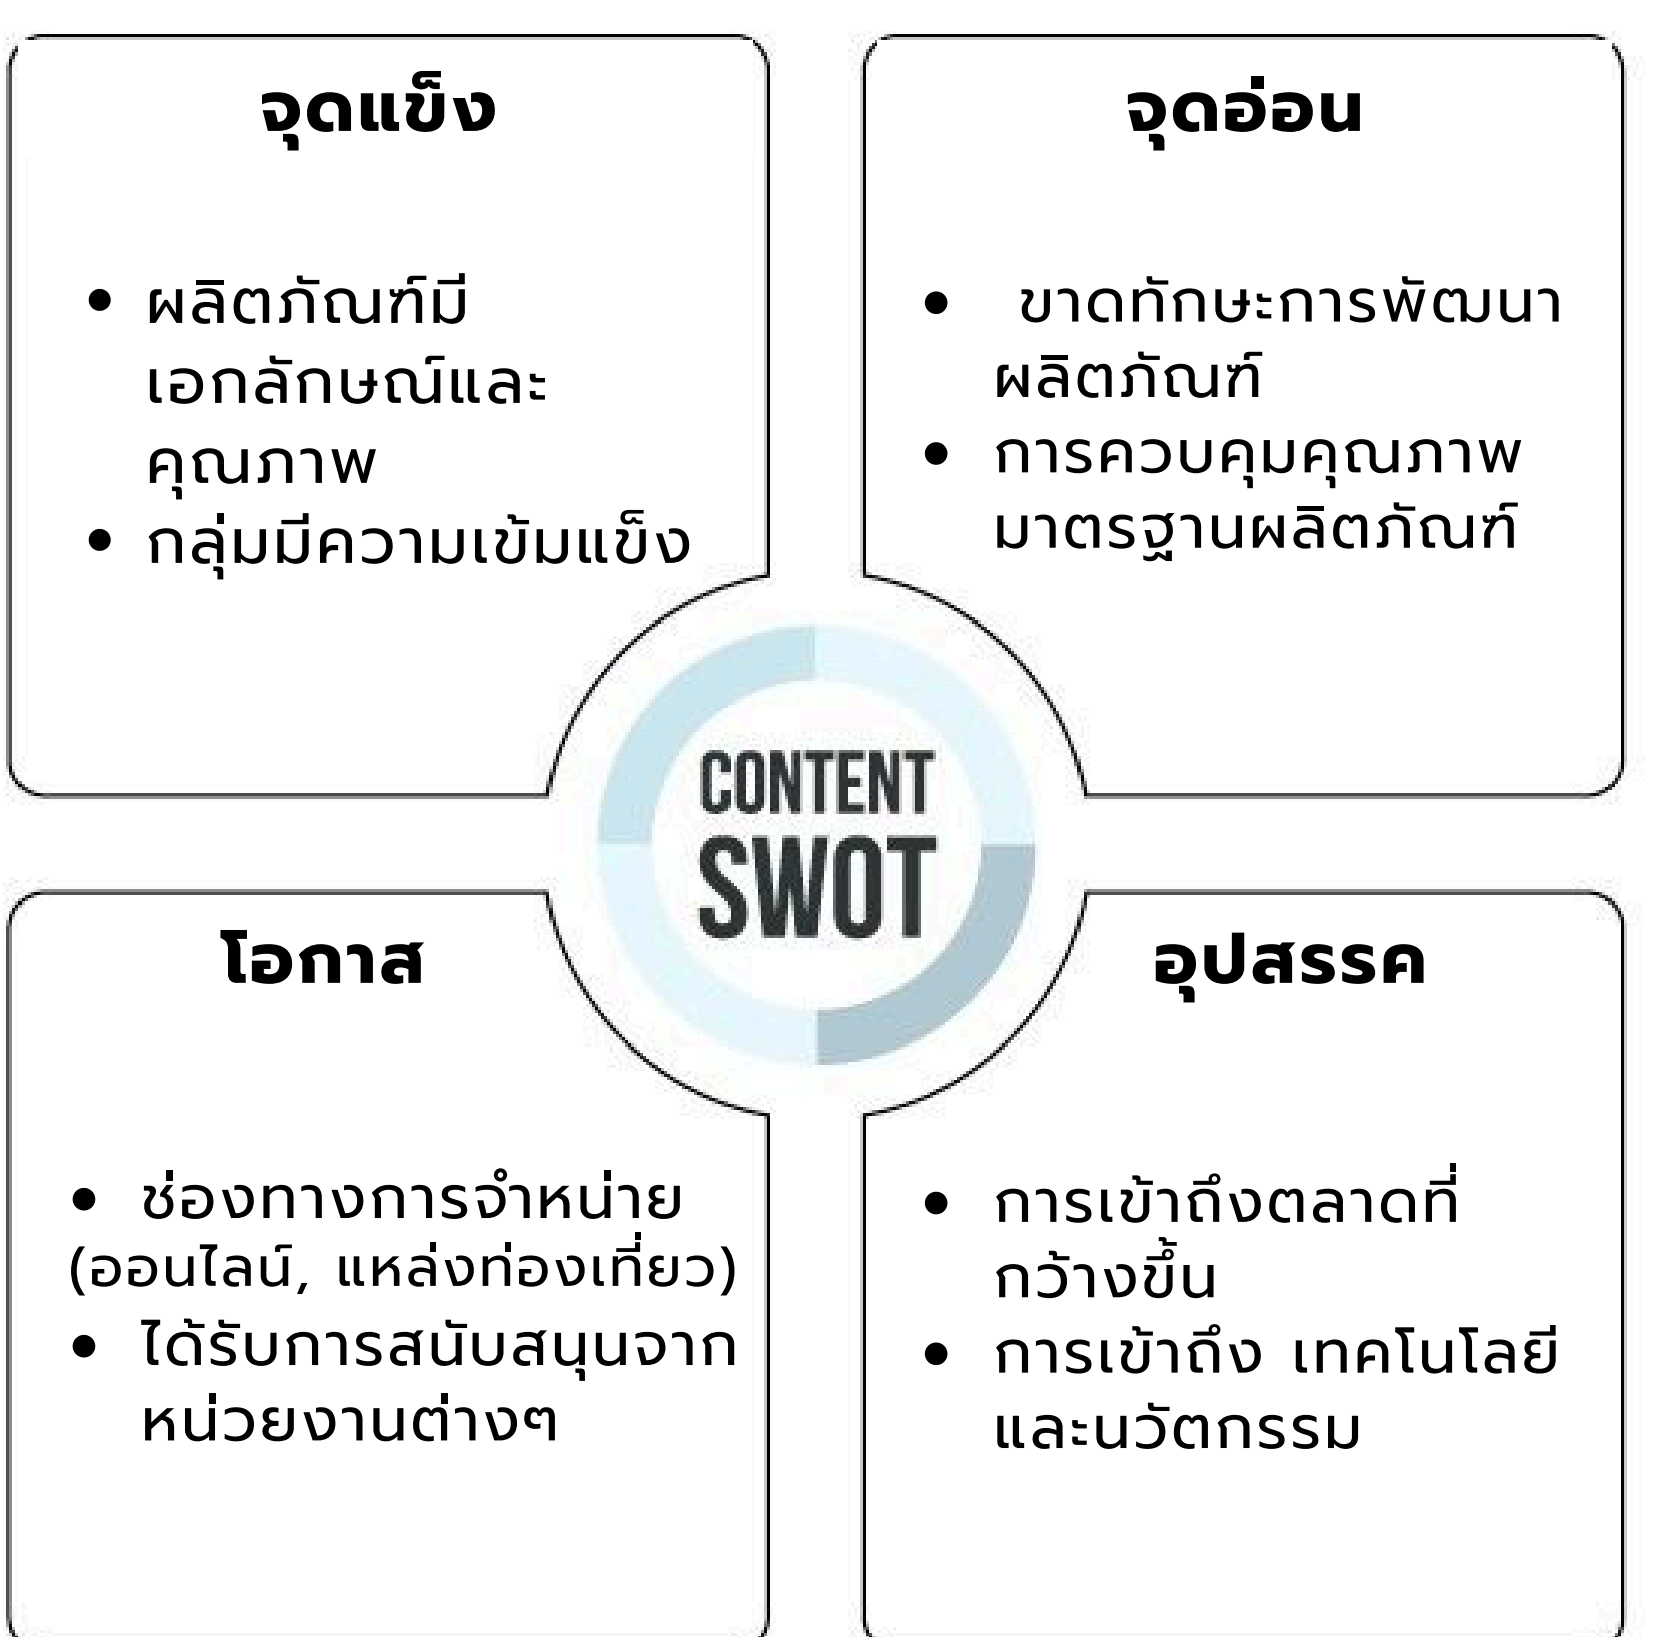 จุดแข็ง
• ผลิตภัณฑ์มี
เอกลักษณ์และ
คุณภาพ
• กลุ่มมีความเข้มแข็ง
จุดอ่อน
• ขาดทักษะการพัฒนา
ผลิตภัณฑ์
• การควบคุมคุณภาพ
มาตรฐานผลิตภัณฑ์
CONTENT
SWOT
โอกาส
• ช่องทางการจำหน่าย
(ออนไลน์, แหล่งท่องเที่ยว)
• ได้รับการสนับสนุนจาก
หน่วยงานต่างๆ
อุปสรรค
• การเข้าถึงตลาดที่
กว้างขึ้น
• การเข้าถึง เทคโนโลยี
และนวัตกรรม